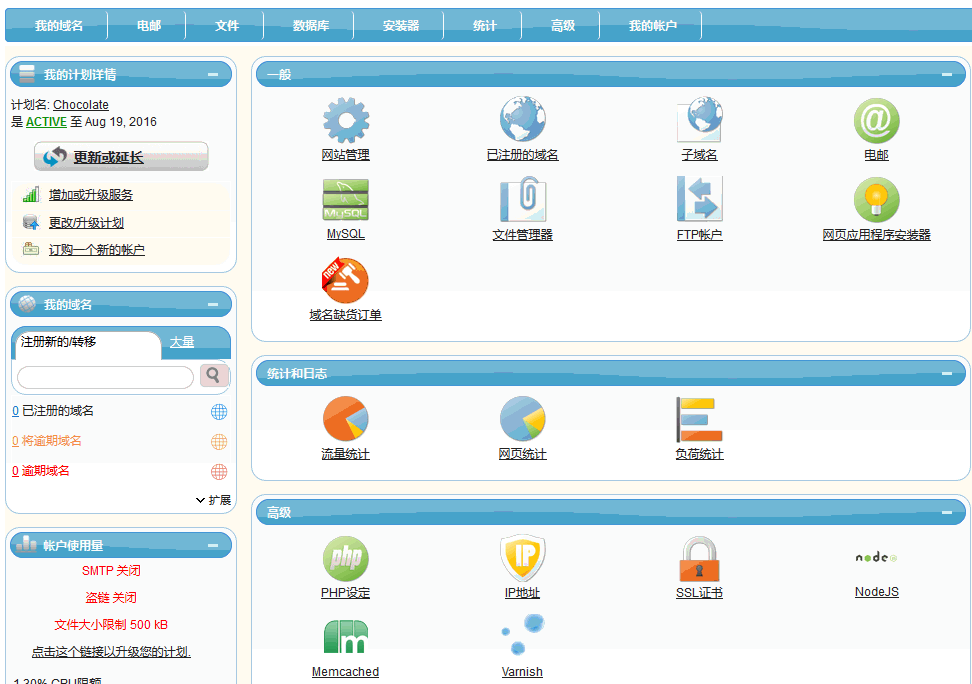 我的域名 电邮 文件 数据库 安装器 统计 高级 我的帐户
我的计划详情
计划名: Chocolate
是 ACTIVE 至 Aug 19, 2016
更新或延长
增加或升级服务
更改/升级计划
订购一个新的帐户
我的域名
注册新的/转移 大量
0 已注册的域名
0 将逾期域名
0 逾期域名
扩展
帐户使用量
SMTP 关闭
盗链 关闭
文件大小限制 500 kB
点击这个链接以升级您的计划.
1.30% CPU限额
一般
网站管理 已注册的域名 子域名 @ 电邮
MySQL
MySQL 文件管理器 FTP帐户 网页应用程序安装器
new
域名缺货订单
统计和日志
流量统计 网页统计 负荷统计
高级
php IP node
PHP设定 IP地址 SSL证书 NodeJS
m
Memcached Varnish